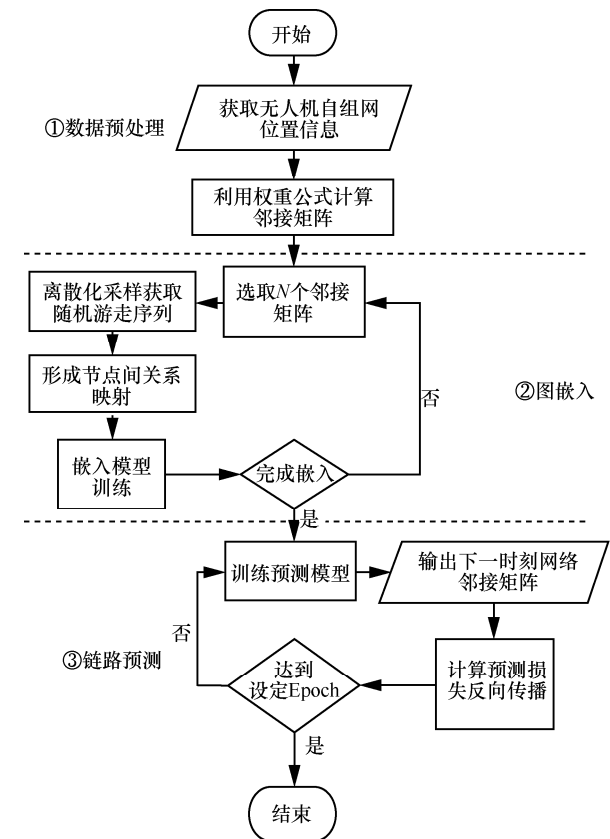 开始
①数据预处理
获取无人机自组网
位置信息
利用权重公式计算
邻接矩阵
离散化采样获取
随机游走序列
选取N个邻接
矩阵
形成节点间关系
映射
否
②图嵌入
嵌入模型
训练
完成嵌入
是
训练预测模型
输出下一时刻网络
邻接矩阵
否
③链路预测
达到
设定Epoch
计算预测损
失反向传播
是
结束